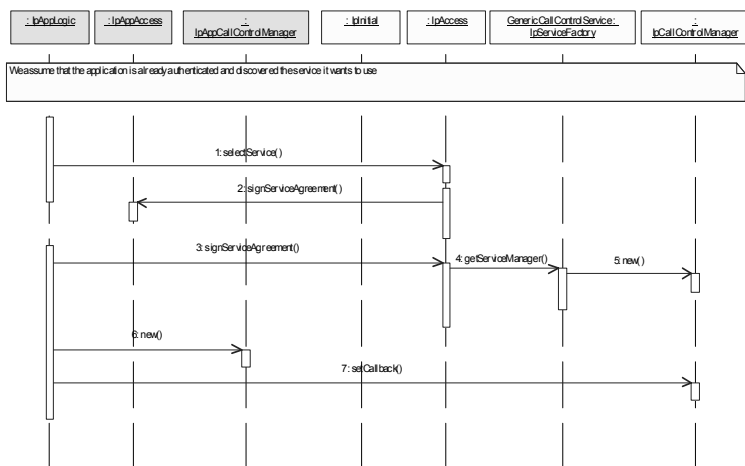 : IpAppLogic
: IpAppAccess
:
IpAppCallControlManager
: IpInitial
: IpAccess
GenericCallControlService :
IpServiceFactory
:
IpCallControlManager
We assume that the application is already authenticated and discovered the service it wants to use
1: selectService( )
2: signServiceAgreement( )
3: signServiceAgreement( )
4: getServiceManager( )
5: new( )
6: new()
7: setCallback()